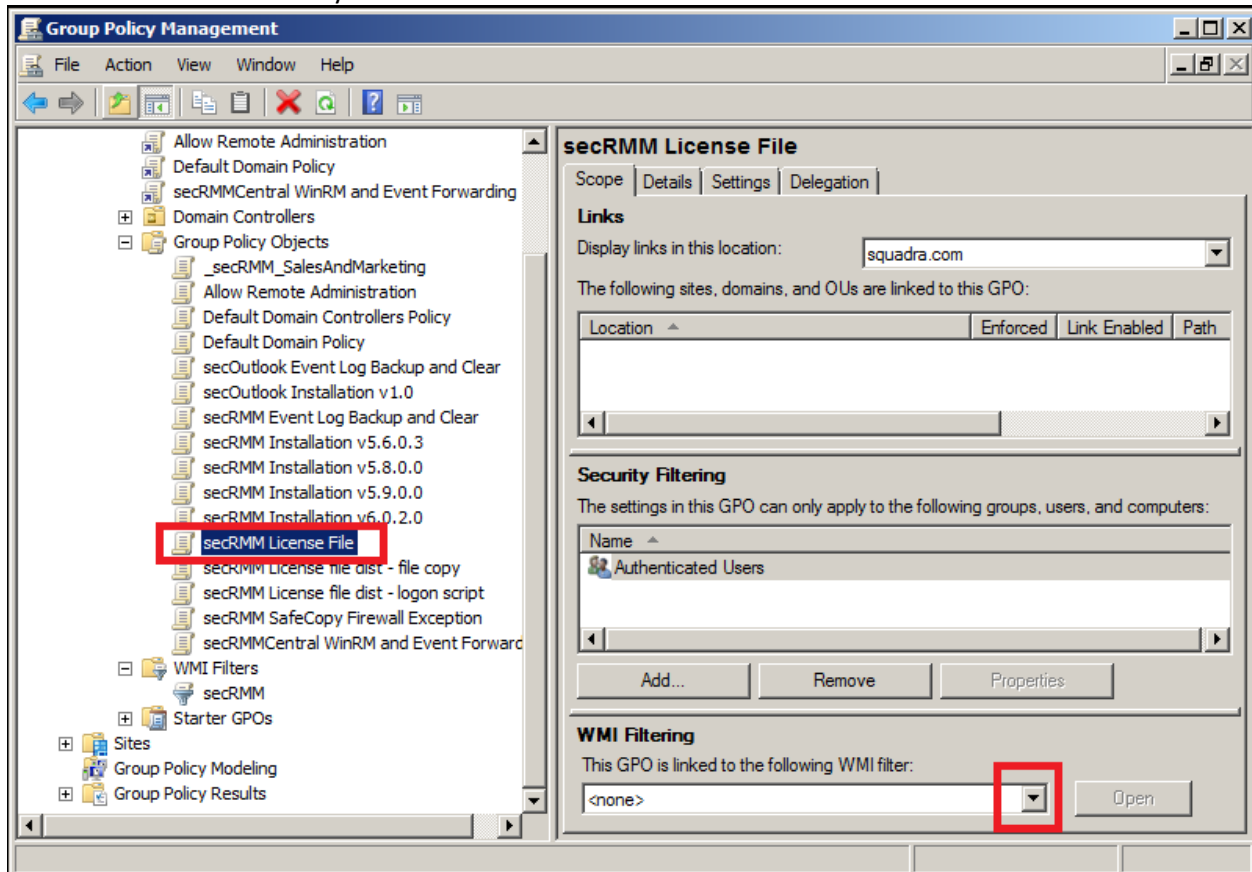 Group Policy Management
File Action View Window Help
Allow Remote Administration
Default Domain Policy
secRMMCentral WinRM and Event Forwarding
Domain Controllers
Group Policy Objects
_secRMM_SalesAndMarketing
Allow Remote Administration
Default Domain Controllers Policy
Default Domain Policy
secOutlook Event Log Backup and Clear
secOutlook Installation v1.0
secRMM Event Log Backup and Clear
secRMM Installation v5.6.0.3
secRMM Installation v5.8.0.0
secRMM Installation v5.9.0.0
secRMM Installation v6.0.2.0
secRMM License File
secRMM License file dist - file copy
secRMM License file dist - logon script
secRMM SafeCopy Firewall Exception
secRMMCentral WinRM and Event Forward
WMI Filters
secRMM
Starter GPOs
Sites
Group Policy Modeling
Group Policy Results
secRMM License File
Scope Details Settings Delegation
Links
Display links in this location: squadra.com
The following sites, domains, and OUs are linked to this GPO:
Location Enforced Link Enabled Path
Security Filtering
The settings in this GPO can only apply to the following groups, users, and computers:
Name
Authenticated Users
Add... Remove Properties
WMI Filtering
This GPO is linked to the following WMI filter:
<none> Open